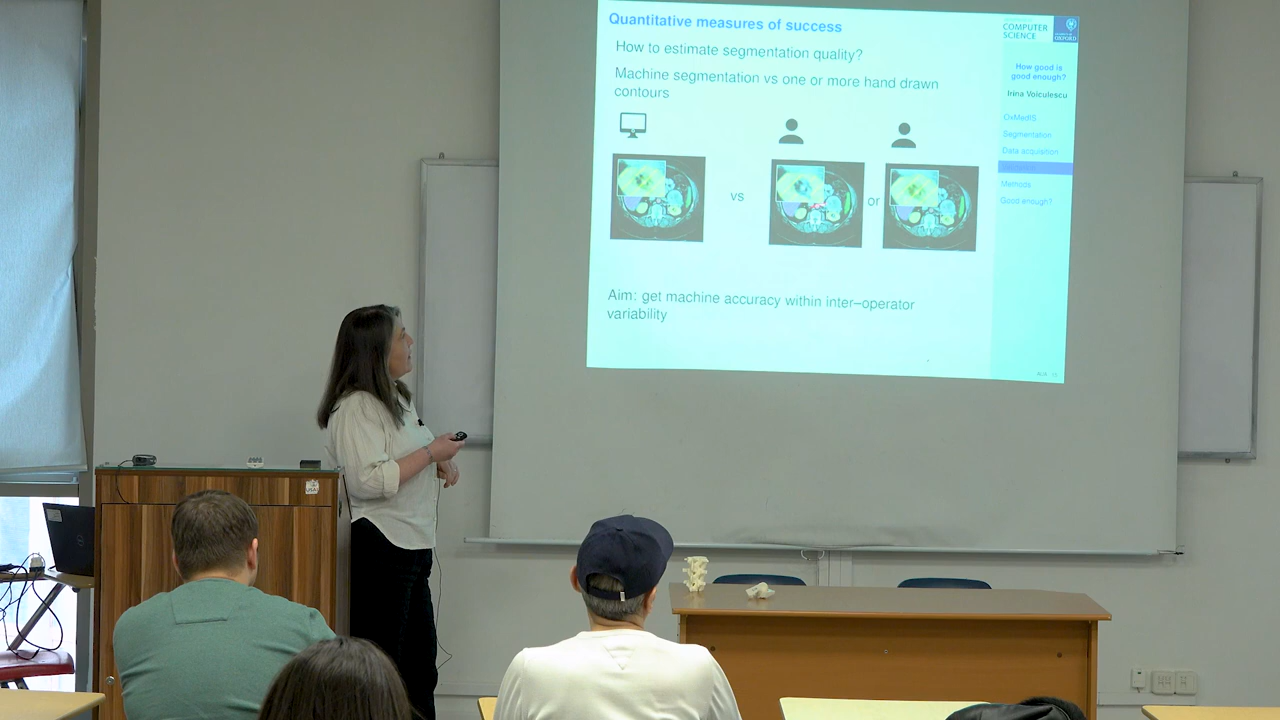 Quantitative measures of success
How to estimate segmentation quality?
Machine segmentation vs one or more hand drawn
contours
vs
or
Aim: get machine accuracy within inter–operator
variability
COMPUTER
SCIENCE
OXFORD
How good is
good enough?
Irina Voiculescu
OxMedIS
Segmentation
Data acquisition
Methods
Good enough?